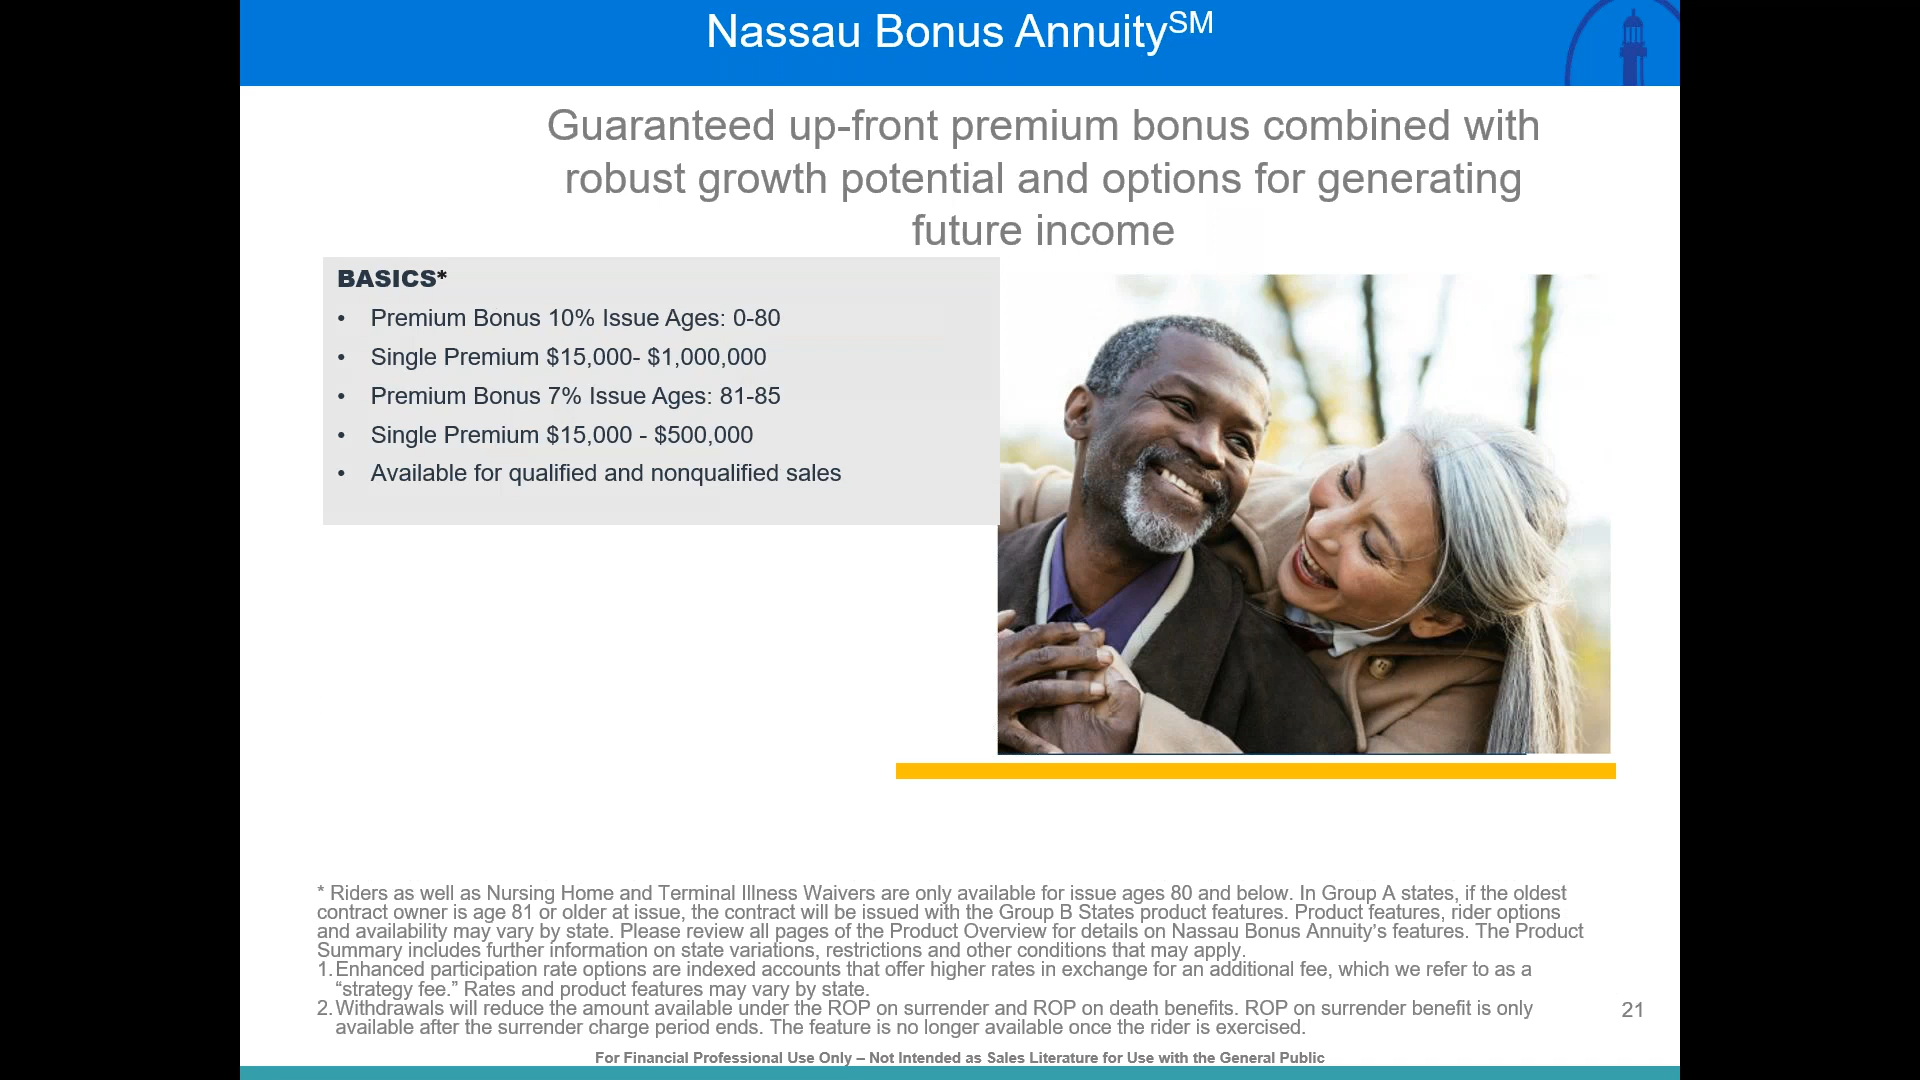 Nassau Bonus Annuity℠
Guaranteed up-front premium bonus combined with
robust growth potential and options for generating
future income
BASICS*
• Premium Bonus 10% Issue Ages: 0-80
• Single Premium $15,000- $1,000,000
• Premium Bonus 7% Issue Ages: 81-85
• Single Premium $15,000 - $500,000
• Available for qualified and nonqualified sales
* Riders as well as Nursing Home and Terminal Illness Waivers are only available for issue ages 80 and below. In Group A states, if the oldest
contract owner is age 81 or older at issue, the contract will be issued with the Group B States product features. Product features, rider options
and availability may vary by state. Please review all pages of the Product Overview for details on Nassau Bonus Annuity’s features. The Product
Summary includes further information on state variations, restrictions and other conditions that may apply.
1. Enhanced participation rate options are indexed accounts that offer higher rates in exchange for an additional fee, which we refer to as a
“strategy fee.” Rates and product features may vary by state.
2. Withdrawals will reduce the amount available under the ROP on surrender and ROP on death benefits. ROP on surrender benefit is only
available after the surrender charge period ends. The feature is no longer available once the rider is exercised.
21
For Financial Professional Use Only – Not Intended as Sales Literature for Use with the General Public